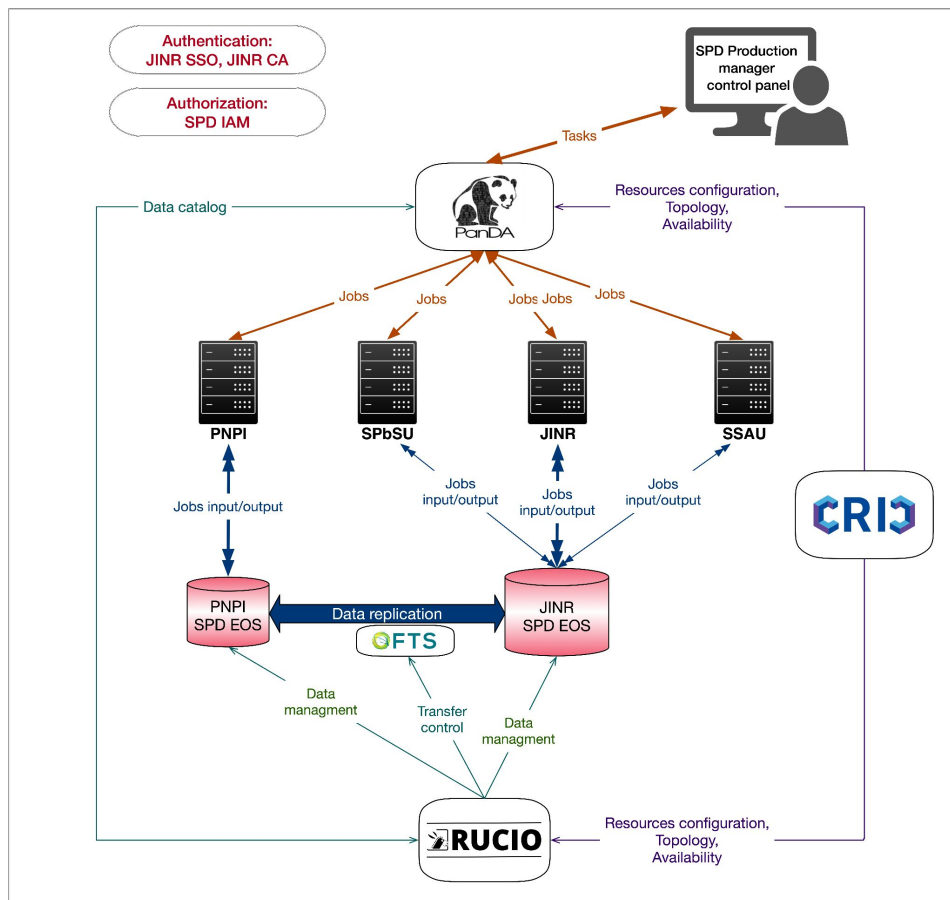 Authentication:
JINR SSO, JINR CA
Authorization:
SPD IAM
SPD Production
manager
control panel
Tasks
PanDA
Data catalog
Resources configuration,
Topology,
Availability
Jobs
Jobs
Jobs
Jobs
Jobs
PNPI
SPbSU
JINR
SSAU
Jobs input/output
Jobs
input/output
Jobs
input/output
Jobs
input/output
CRIC
PNPI
SPD EOS
Data replication
JINR
SPD EOS
FTS
Data
managment
Transfer
control
Data
managment
RUCIO
Resources configuration,
Topology,
Availability